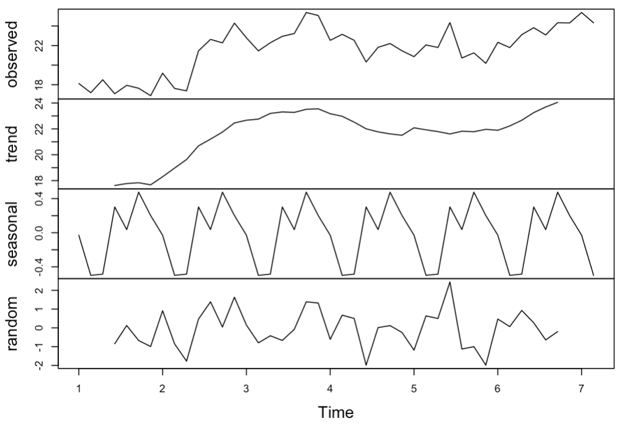 observed
18 22
trend
18 20 22 24
seasonal
-0.4 0.0 0.4
random
-2 -1 0 1 2
1 2 3 4 5 6 7
Time